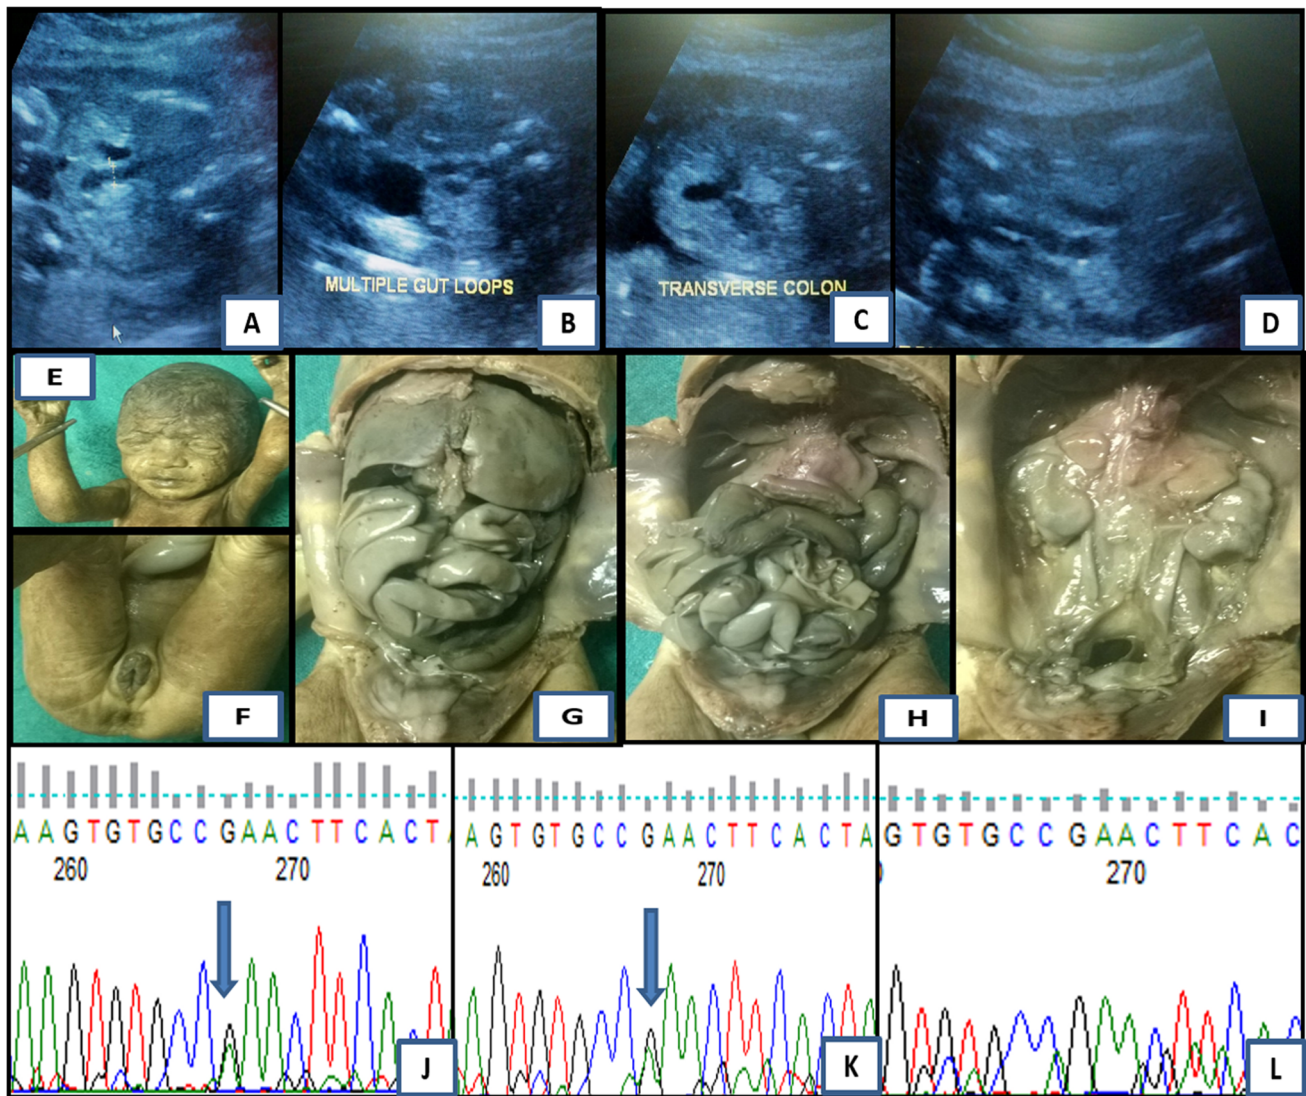 A
B
C
D
MULTIPLE GUT LOOPS
TRANSVERSE COLON
E
F
G
H
I
A A G T G T G C C G A A C T T C A C T
260 270
A G T G T G C C G A A C T T C A C T A
260 270
G T G T G C C G A A C T T C A C
270
J
K
L